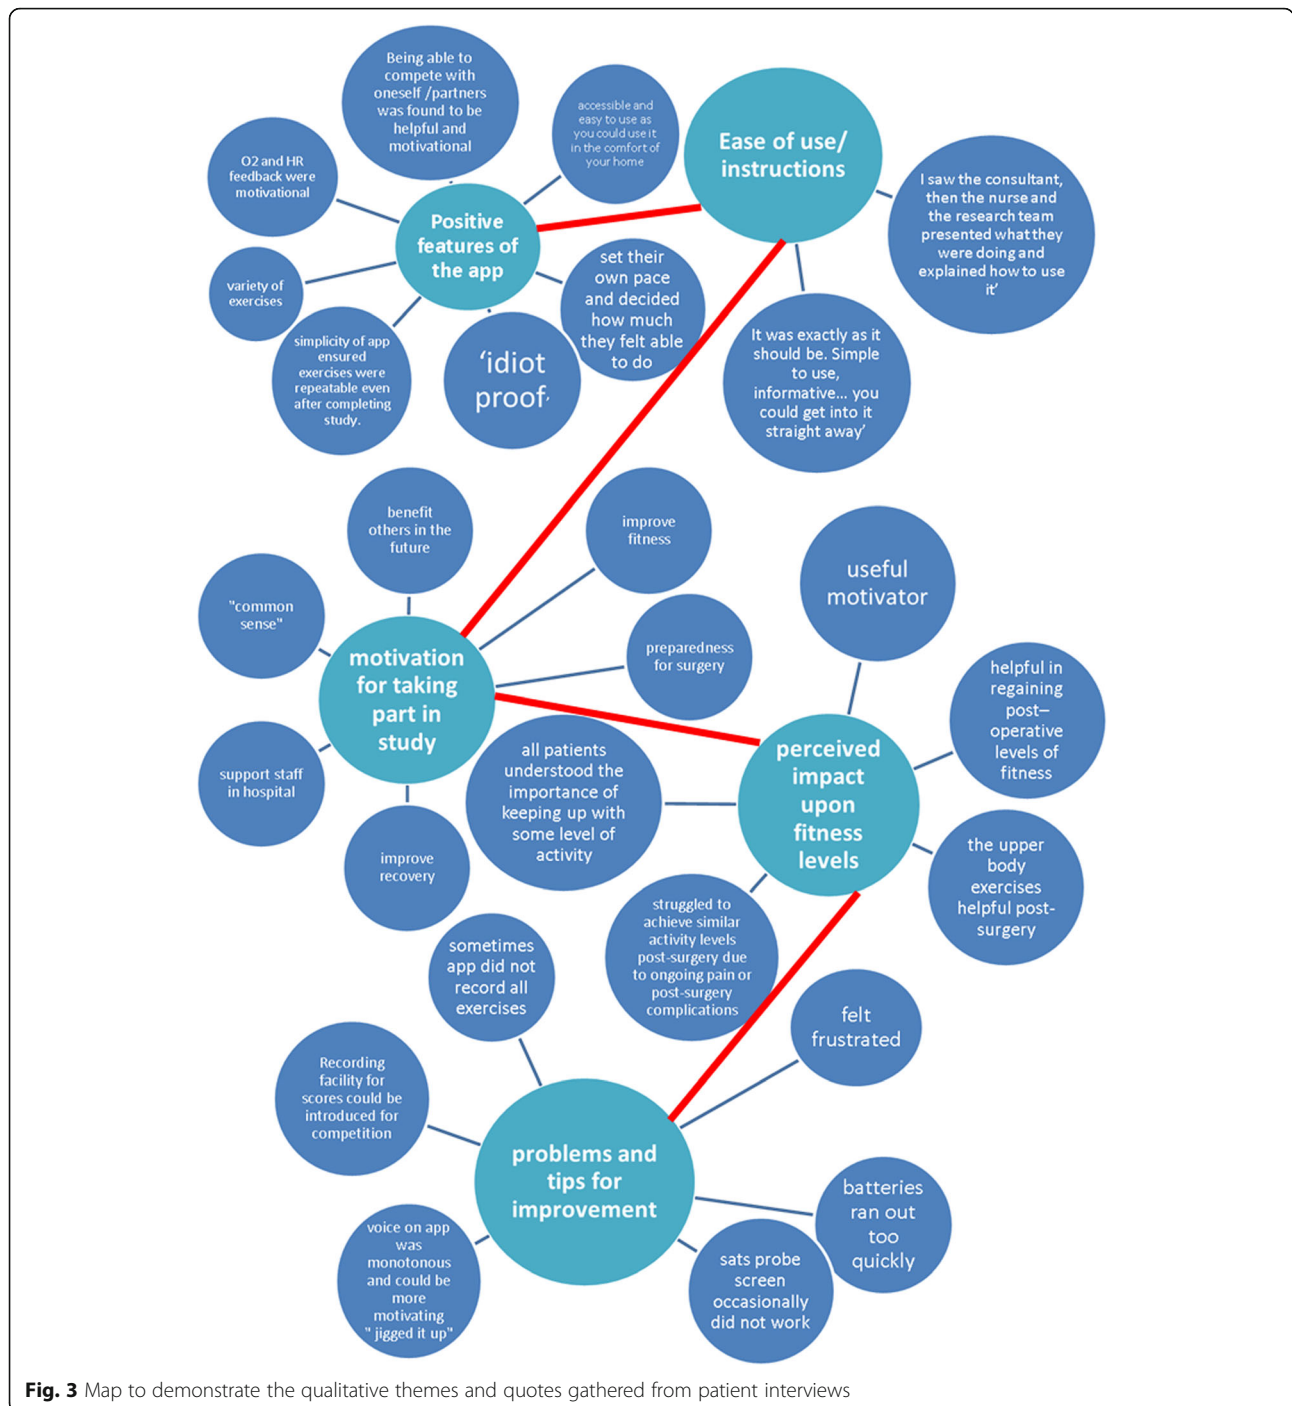 Being able to
compete with
oneself /partners
was found to be
helpful and
motivational
accessible and
easy to use as
you could use it
in the comfort of
your home
Ease of use/
instructions
O2 and HR
feedback were
motivational
I saw the consultant,
then the nurse and
the research team
presented what they
were doing and
explained how to use
it’
Positive
features of
the app
variety of
exercises
set their
own pace
and decided
how much
they felt able
to do
simplicity of app
ensured
exercises were
repeatable even
after completing
study.
‘idiot
proof’
It was exactly as it
should be. Simple
to use,
informative... you
could get into it
straight away’
benefit
others in the
future
improve
fitness
useful
motivator
"common
sense"
preparedness
for surgery
motivation
for taking
part in
study
helpful in
regaining
post–
operative
levels of
fitness
support staff
in hospital
all patients
understood the
importance of
keeping up with
some level of
activity
perceived
impact
upon
fitness
levels
improve
recovery
the upper
body
exercises
helpful post-
surgery
struggled to
achieve similar
activity levels
post-surgery due
to ongoing pain or
post-surgery
complications
sometimes
app did not
record all
exercises
felt
frustrated
Recording
facility for
scores could be
introduced for
competition
problems and
tips for
improvement
batteries
ran out
too
quickly
voice on app
was
monotonous
and could be
more
motivating
" jigged it up"
sats probe
screen
occasionally
did not work
Fig. 3 Map to demonstrate the qualitative themes and quotes gathered from patient interviews